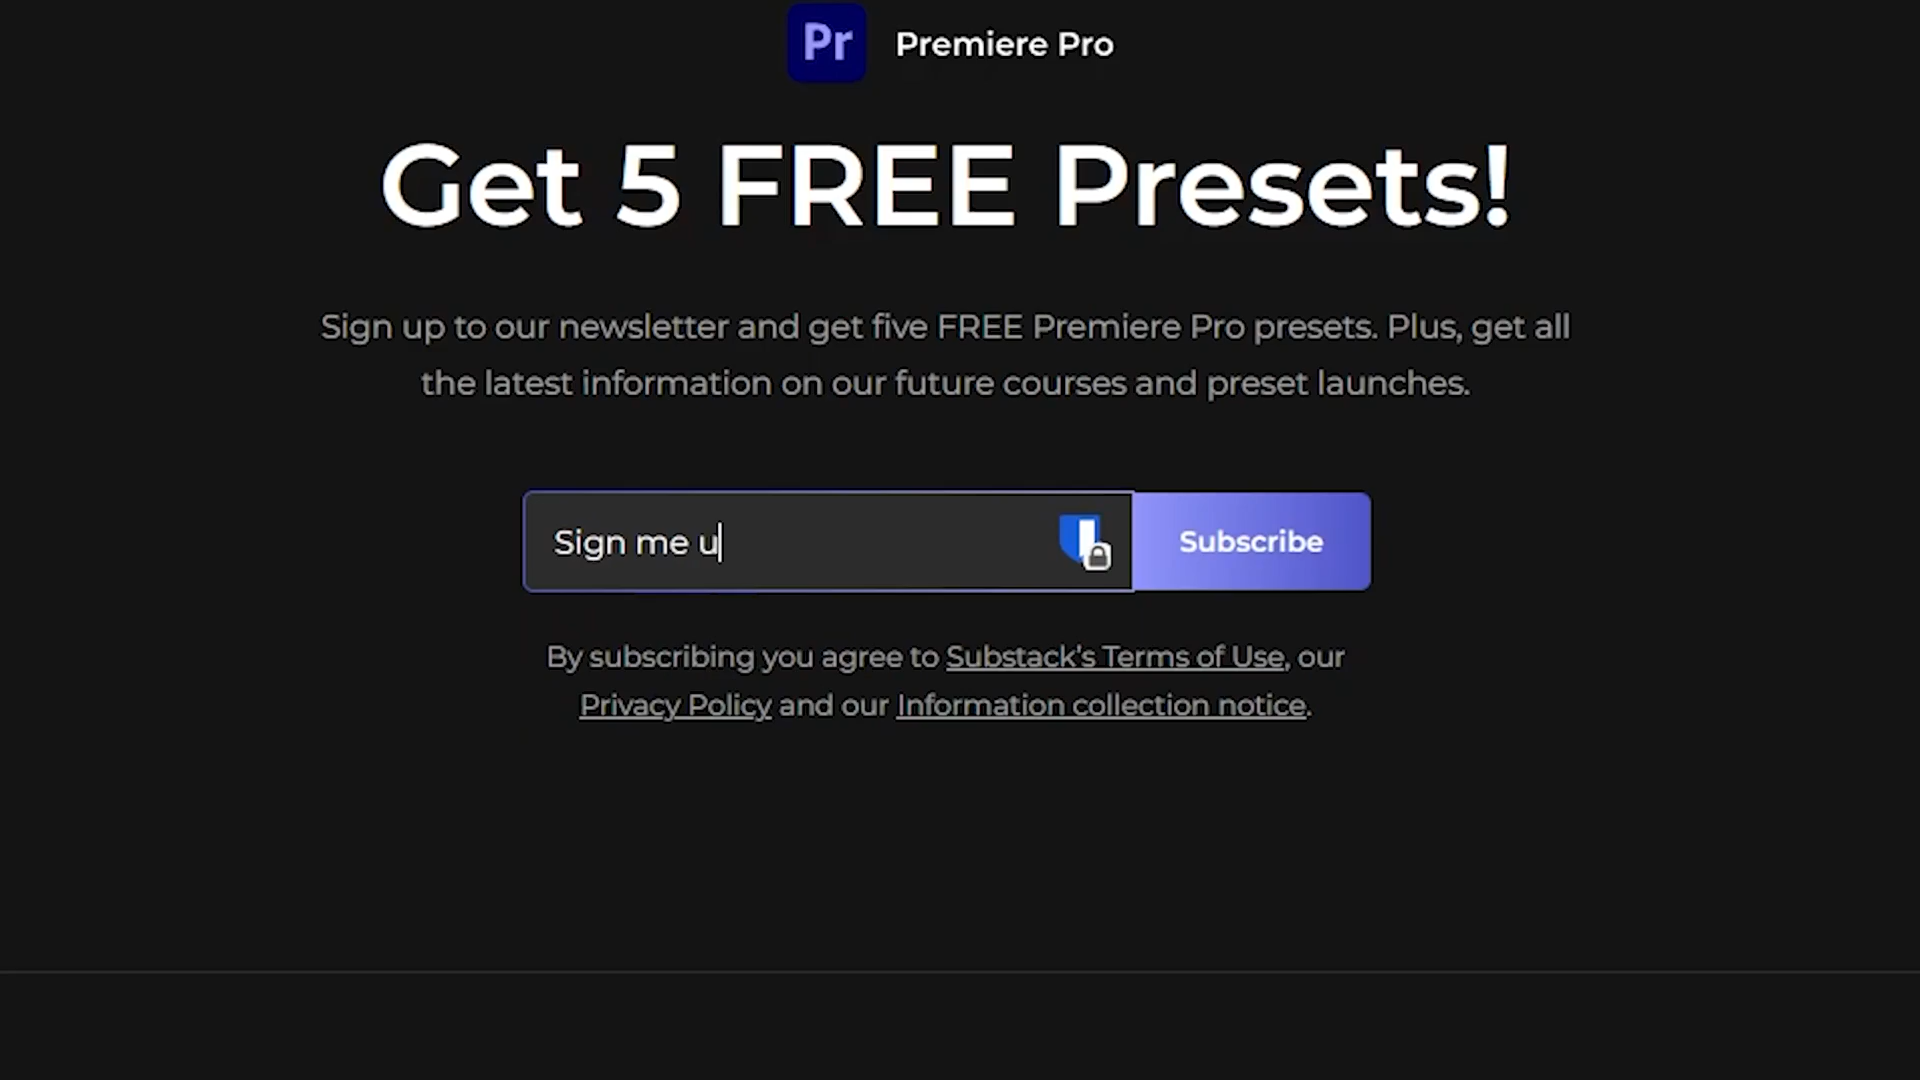 Pr Premiere Pro
Get 5 FREE Presets!
Sign up to our newsletter and get five FREE Premiere Pro presets. Plus, get all
the latest information on our future courses and preset launches.
Sign me u
Subscribe
By subscribing you agree to Substack's Terms of Use, our
Privacy Policy and our Information collection notice.